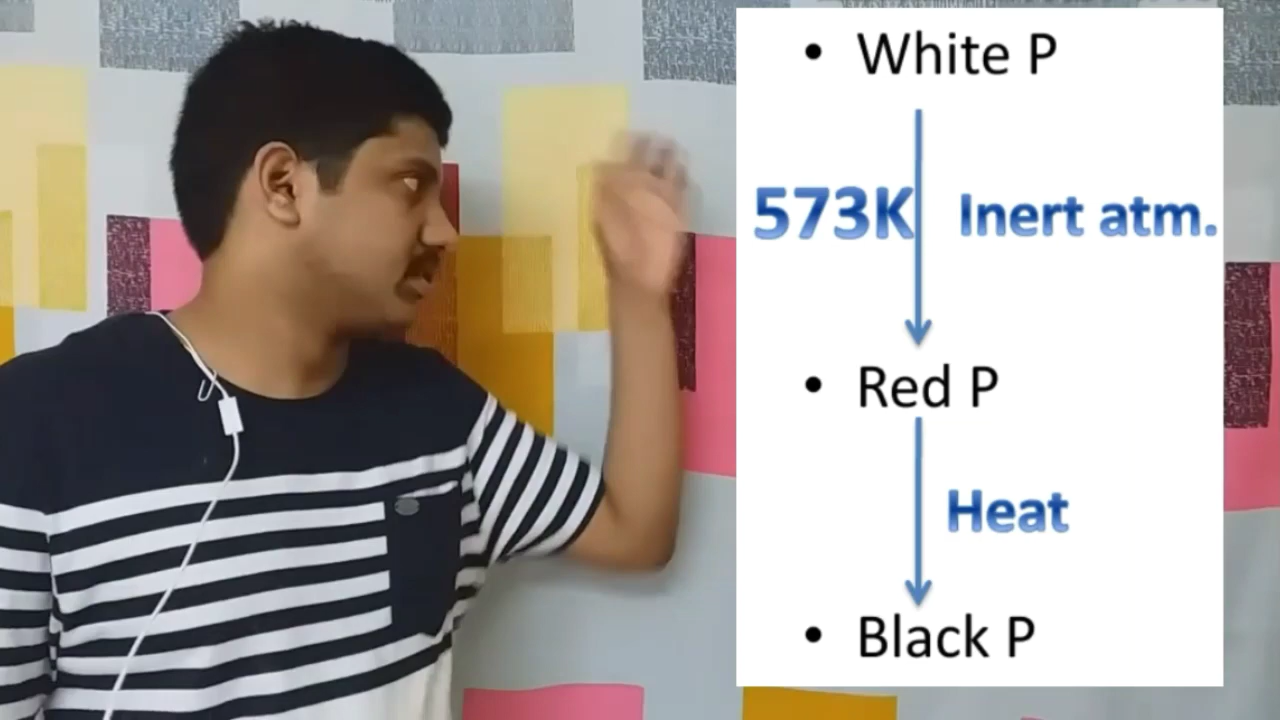 • White P
573K Inert atm.
• Red P
Heat
• Black P